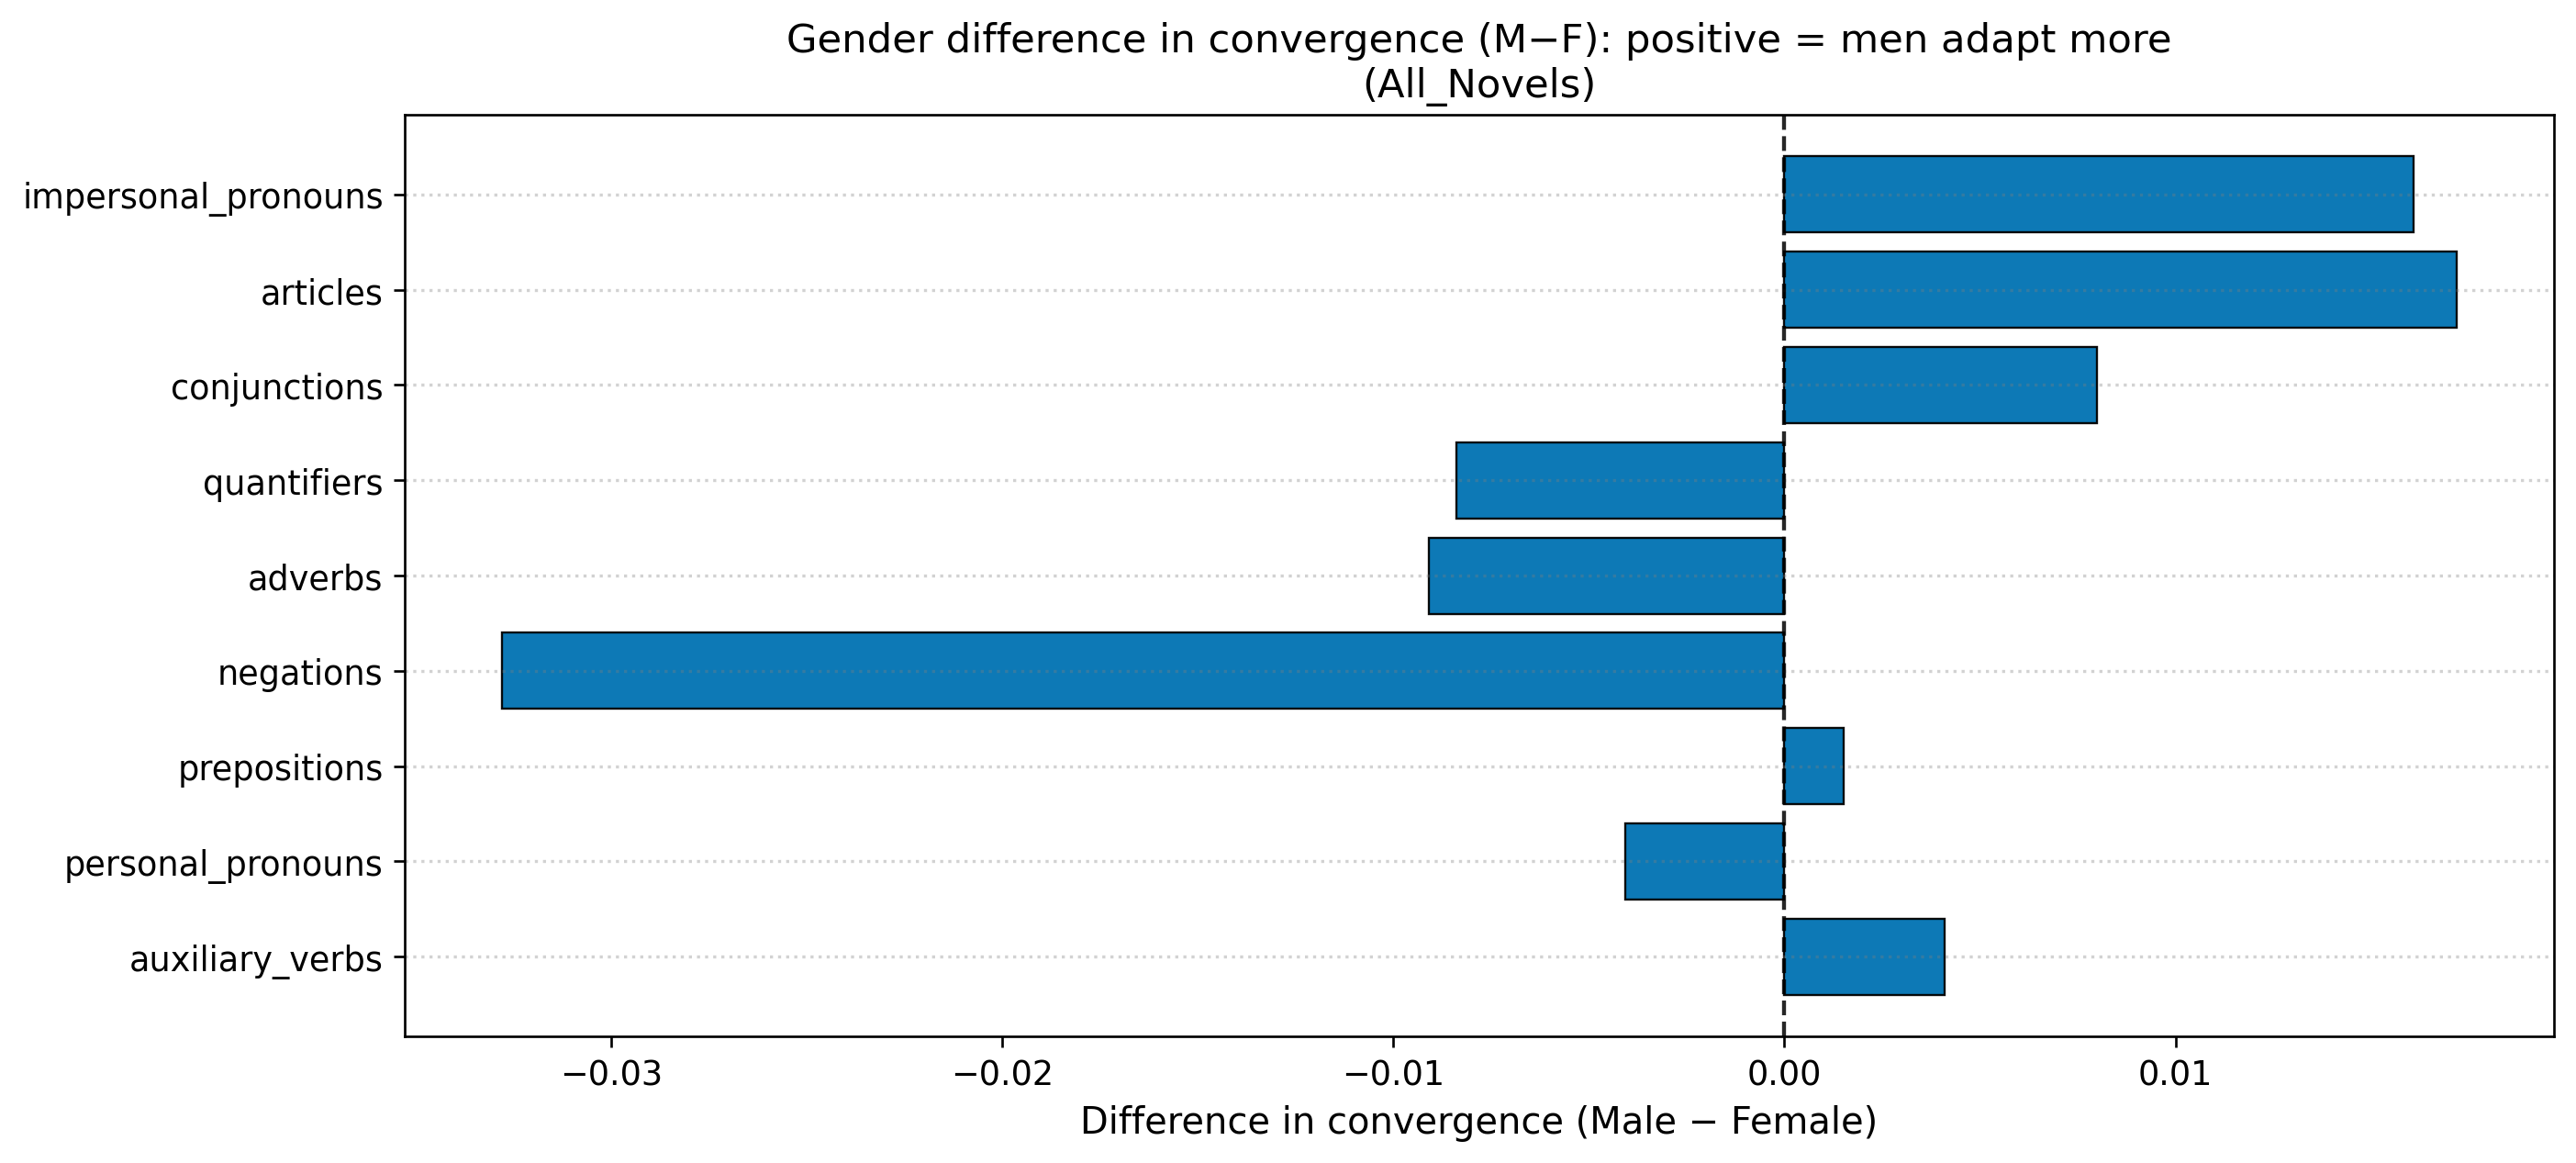 Gender difference in convergence (M−F): positive = men adapt more
(All_Novels)
impersonal_pronouns
articles
conjunctions
quantifiers
adverbs
negations
prepositions
personal_pronouns
auxiliary_verbs
−0.03 −0.02 −0.01 0.00 0.01
Difference in convergence (Male − Female)